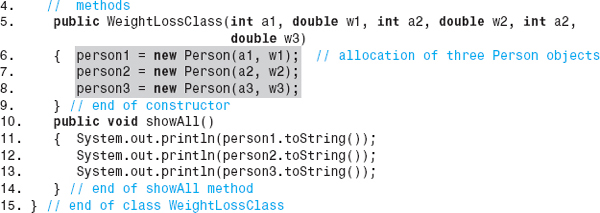 4.    //  methods
5.     public WeightLossClass(int a1, double w1, int a2, double w2, int a2,
                            double w3)
6.     {  person1 = new Person(a1, w1);  // allocation of three Person objects
7.        person2 = new Person(a2, w2);
8.        person3 = new Person(a3, w3);
9.     } // end of constructor
10.    public void showAll()
11.    {  System.out.println(person1.toString());
12.       System.out.println(person2.toString());
13.       System.out.println(person3.toString());
14.    } // end of showAll method
15. } // end of class WeightLossClass